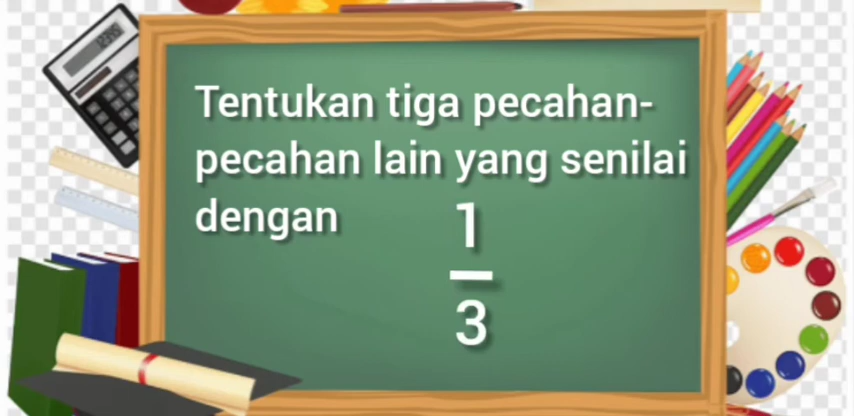 Tentukan tiga pecahan-
pecahan lain yang senilai
dengan
1
3